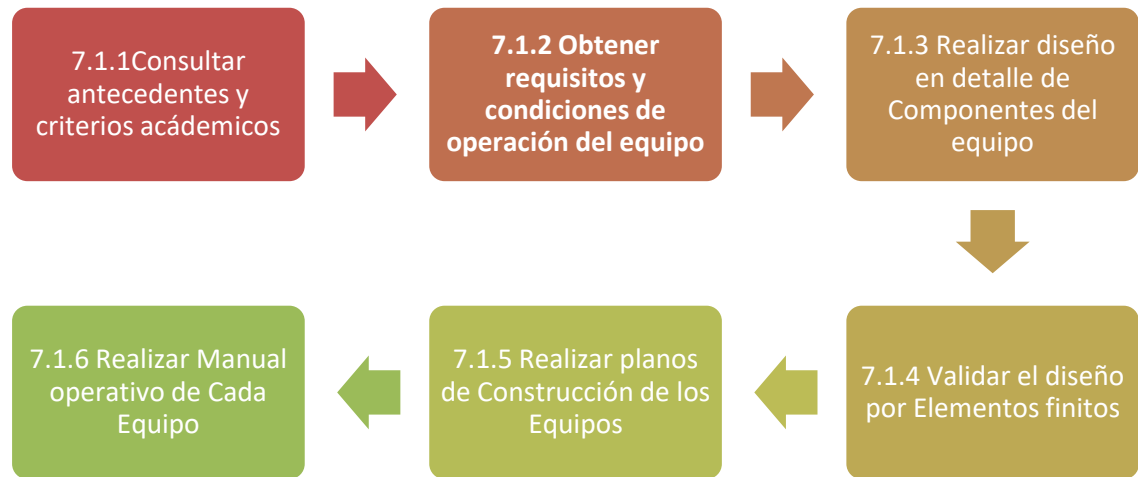 7.1.1Consultar
antecedentes y
criterios acádemicos
7.1.2 Obtener
requisitos y
condiciones de
operación del equipo
7.1.3 Realizar diseño
en detalle de
Componentes del
equipo
7.1.4 Validar el diseño
por Elementos finitos
7.1.5 Realizar planos
de Construcción de los
Equipos
7.1.6 Realizar Manual
operativo de Cada
Equipo